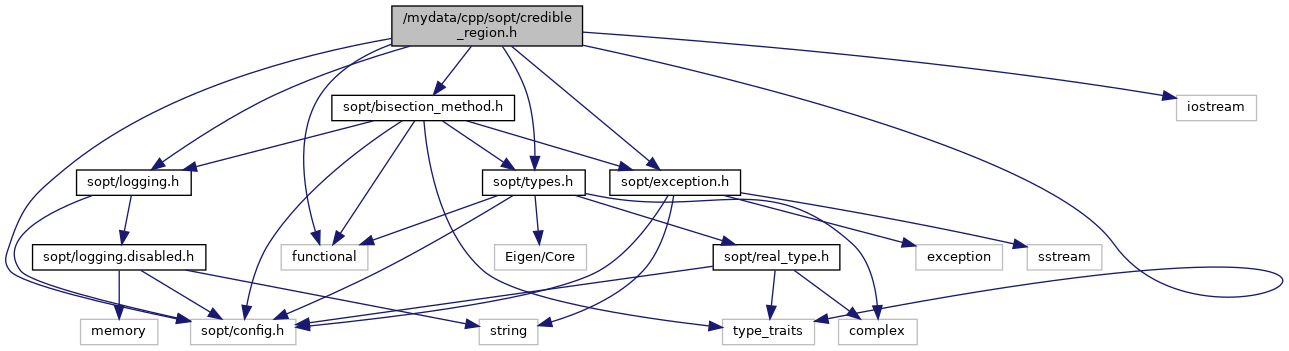 /mydata/cpp/sopt/credible
_region.h
sopt/bisection_method.h
iostream
sopt/logging.h
sopt/types.h
sopt/exception.h
sopt/logging.disabled.h
functional
Eigen/Core
sopt/real_type.h
exception
sstream
memory
sopt/config.h
string
type_traits
complex